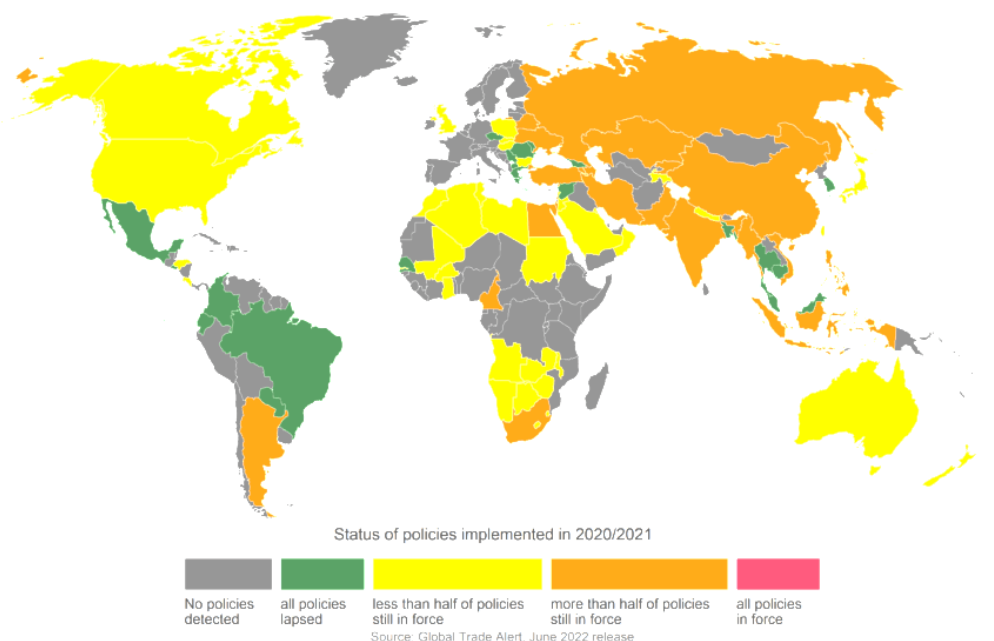 Status of policies implemented in 2020/2021
No policies
detected
all policies
lapsed
less than half of policies
still in force
more than half of policies
still in force
all policies
in force
Source: Global Trade Alert, June 2022 release